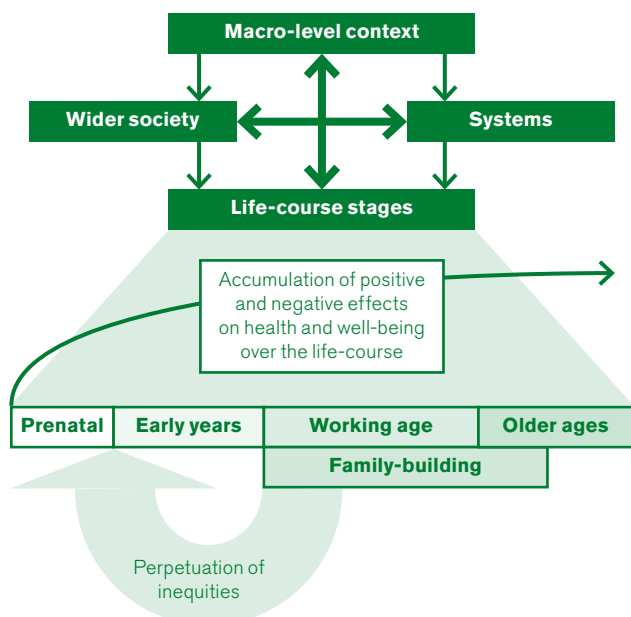 Macro-level context
Wider society
Systems
Life-course stages
Accumulation of positive
and negative effects
on health and well-being
over the life-course
Prenatal
Early years
Working age
Older ages
Family-building
Perpetuation of
inequities